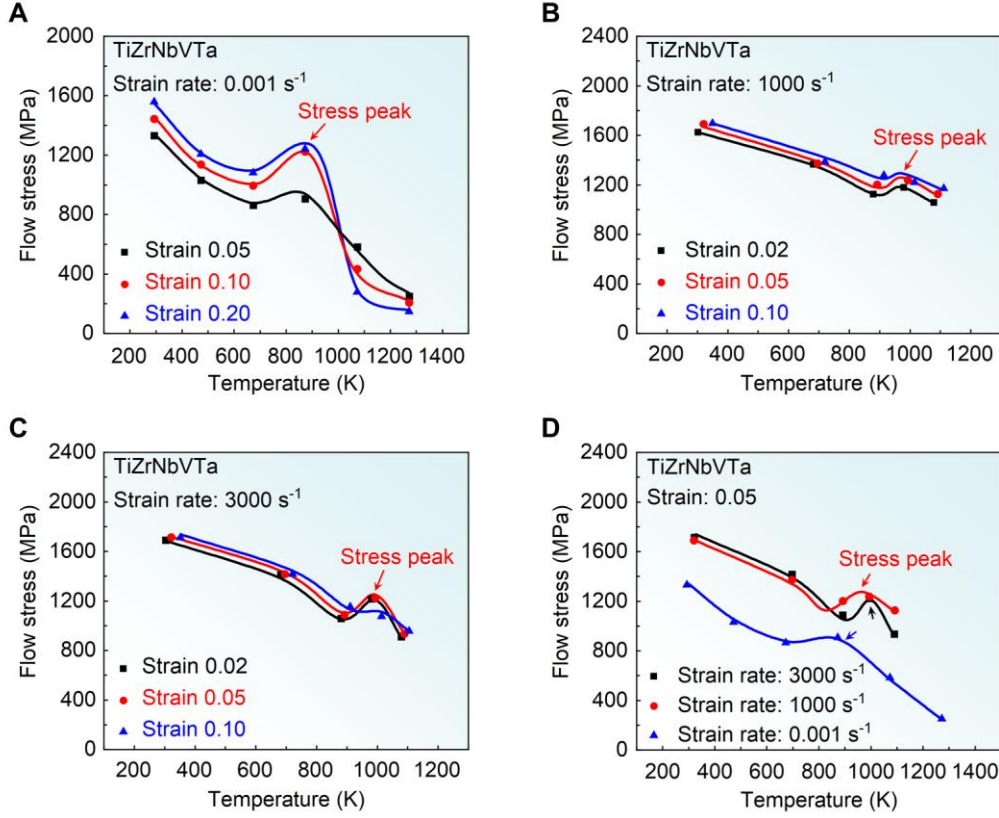 A
TiZrNbVTa
Strain rate: 0.001 s⁻¹
Stress peak
Strain 0.05
Strain 0.10
Strain 0.20
Flow stress (MPa)
2000
1600
1200
800
400
0
200 400 600 800 1000 1200 1400
Temperature (K)
B
TiZrNbVTa
Strain rate: 1000 s⁻¹
Stress peak
Strain 0.02
Strain 0.05
Strain 0.10
Flow stress (MPa)
2400
2000
1600
1200
800
400
0
200 400 600 800 1000 1200
Temperature (K)
C
TiZrNbVTa
Strain rate: 3000 s⁻¹
Stress peak
Strain 0.02
Strain 0.05
Strain 0.10
Flow stress (MPa)
2400
2000
1600
1200
800
400
0
200 400 600 800 1000 1200
Temperature (K)
D
TiZrNbVTa
Strain: 0.05
Stress peak
Strain rate: 3000 s⁻¹
Strain rate: 1000 s⁻¹
Strain rate: 0.001 s⁻¹
Flow stress (MPa)
2400
2000
1600
1200
800
400
0
200 400 600 800 1000 1200 1400
Temperature (K)